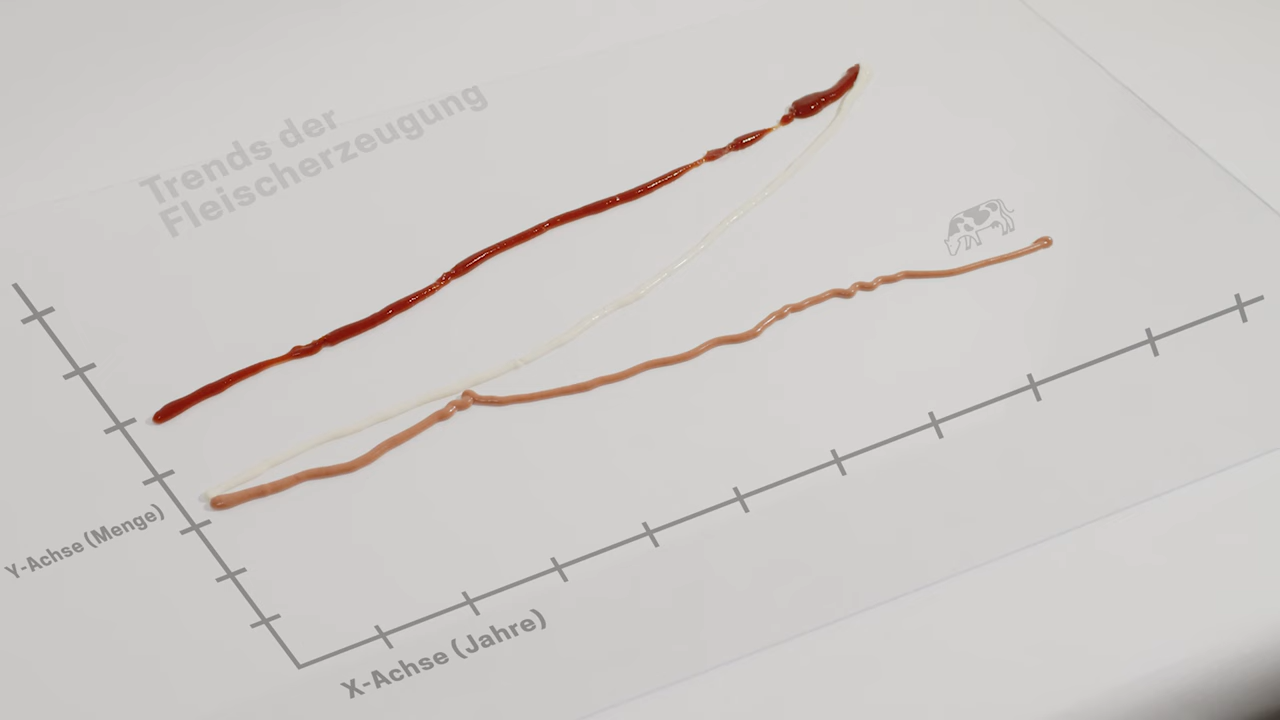 Trends der
Fleischerzeugung
Y-Achse (Menge)
X-Achse (Jahre)